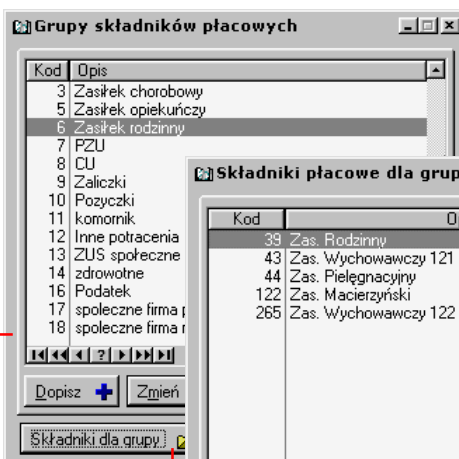 Grupy składników płacowych
Kod Opis
3 Zasiłek chorobowy
5 Zasiłek opiekuńczy
6 Zasiłek rodzinny
7 PZU
8 CU
9 Zaliczki
10 Pozyczki
11 komornik
12 Inne potracenia
13 ZUS społeczne
14 zdrowotne
16 Podatek
17 spoleczne firma
18 spoleczne firma
Dopisz Zmień
Składniki dla grupy
Składniki płacowe dla grup
Kod O
39 Zas. Rodzinny
43 Zas. Wychowawczy 121
44 Zas. Pielęgnacyjny
122 Zas. Macierzyński
265 Zas. Wychowawczy 122